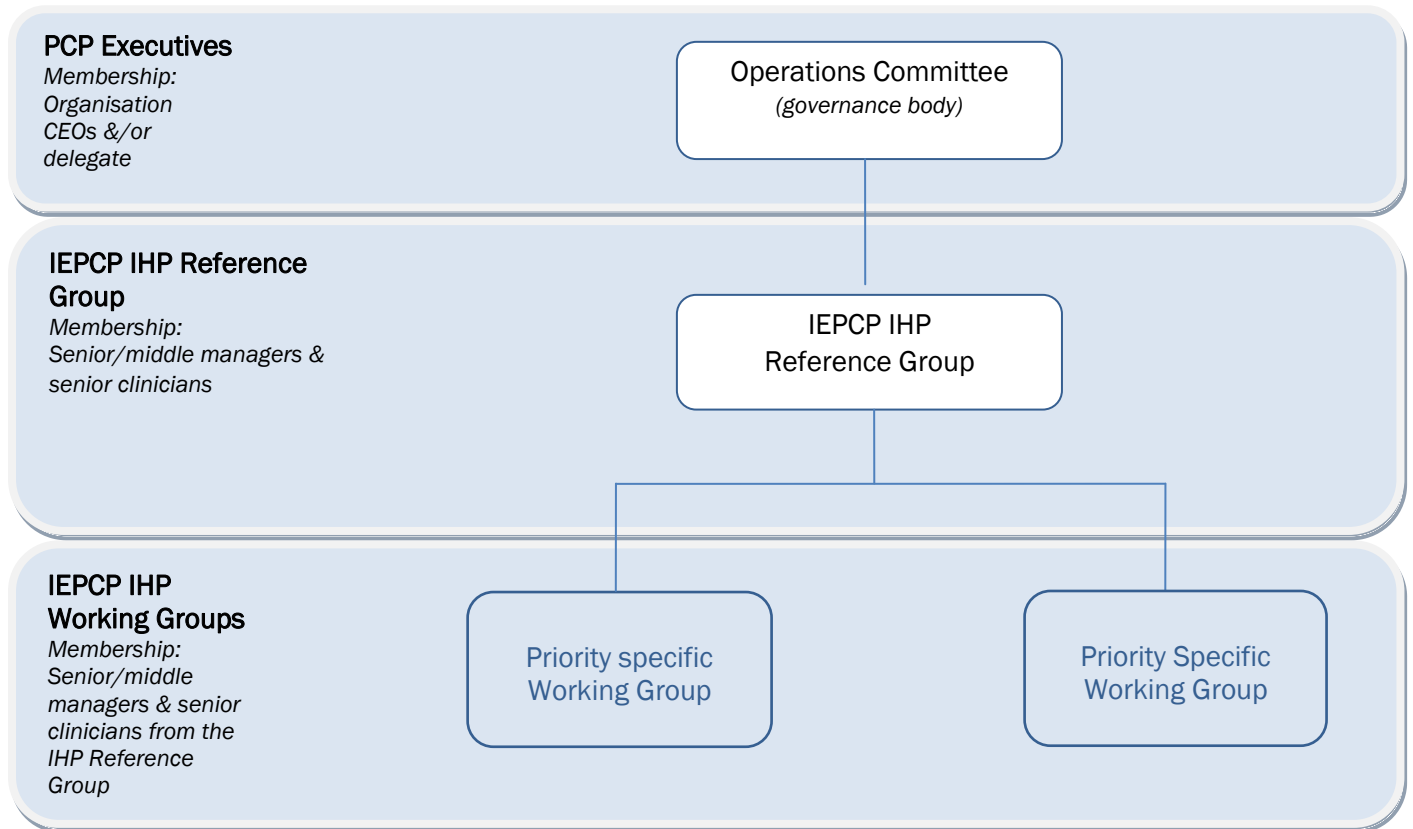 PCP Executives
Membership:
Organisation
CEOs &/or
delegate
Operations Committee
(governance body)
IEPCP IHP Reference
Group
Membership:
Senior/middle managers &
senior clinicians
IEPCP IHP
Reference Group
IEPCP IHP
Working Groups
Membership:
Senior/middle
managers & senior
clinicians from the
IHP Reference
Group
Priority specific
Working Group
Priority Specific
Working Group